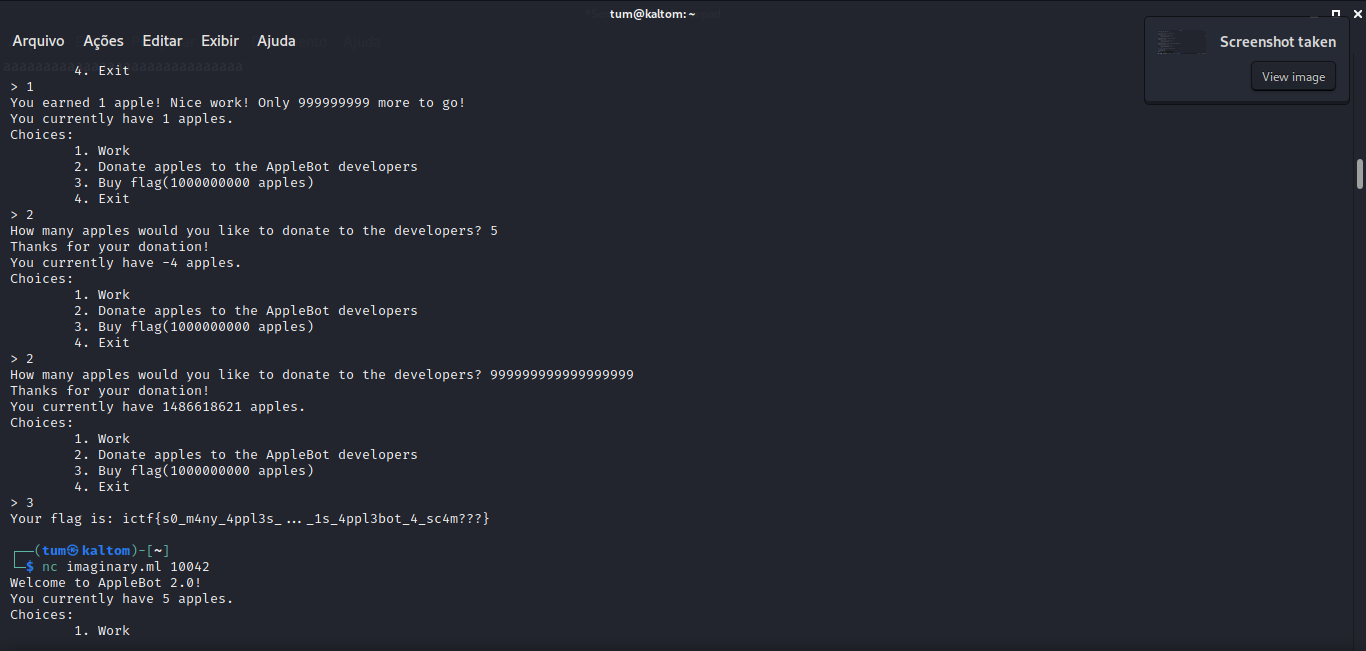 tum@kaltom: ~
Arquivo Ações Editar Exibir Ajuda
Screenshot taken
View image
4. Exit
> 1
You earned 1 apple! Nice work! Only 999999999 more to go!
You currently have 1 apples.
Choices:
1. Work
2. Donate apples to the AppleBot developers
3. Buy flag(1000000000 apples)
4. Exit
> 2
How many apples would you like to donate to the developers? 5
Thanks for your donation!
You currently have -4 apples.
Choices:
1. Work
2. Donate apples to the AppleBot developers
3. Buy flag(1000000000 apples)
4. Exit
> 2
How many apples would you like to donate to the developers? 999999999999999999
Thanks for your donation!
You currently have 1486618621 apples.
Choices:
1. Work
2. Donate apples to the AppleBot developers
3. Buy flag(1000000000 apples)
4. Exit
> 3
Your flag is: ictf{s0_m4ny_4ppl3s_..._1s_4ppl3bot_4_sc4m???}
┌──(tum㉿kaltom)-[~]
└─$ nc imaginary.ml 10042
Welcome to AppleBot 2.0!
You currently have 5 apples.
Choices:
1. Work